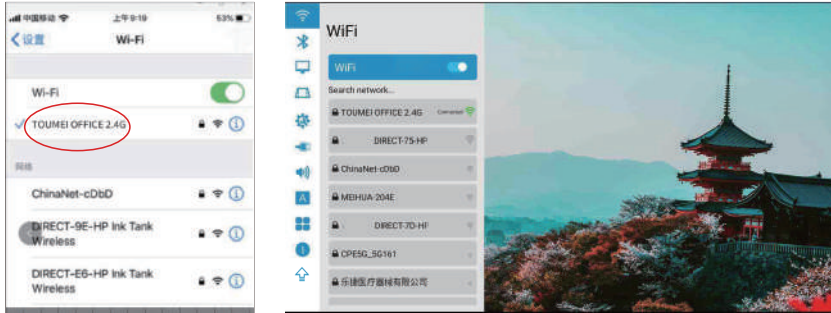 中国移动
上午9:19
53%
设置
Wi-Fi
Wi-Fi
TOUMEI OFFICE 2.4G
网络
ChinaNet-cDbD
DIRECT-9E-HP Ink Tank
Wireless
DIRECT-E6-HP Ink Tank
Wireless
WiFi
WiFi
Search network...
TOUMEI OFFICE 2.4G Connected
DIRECT-75-HP
ChinaNet-cDbD
MEIHUA-204E
DIRECT-7D-HP
CPE5G_5G161
A
乐捷医疗器械有限公司